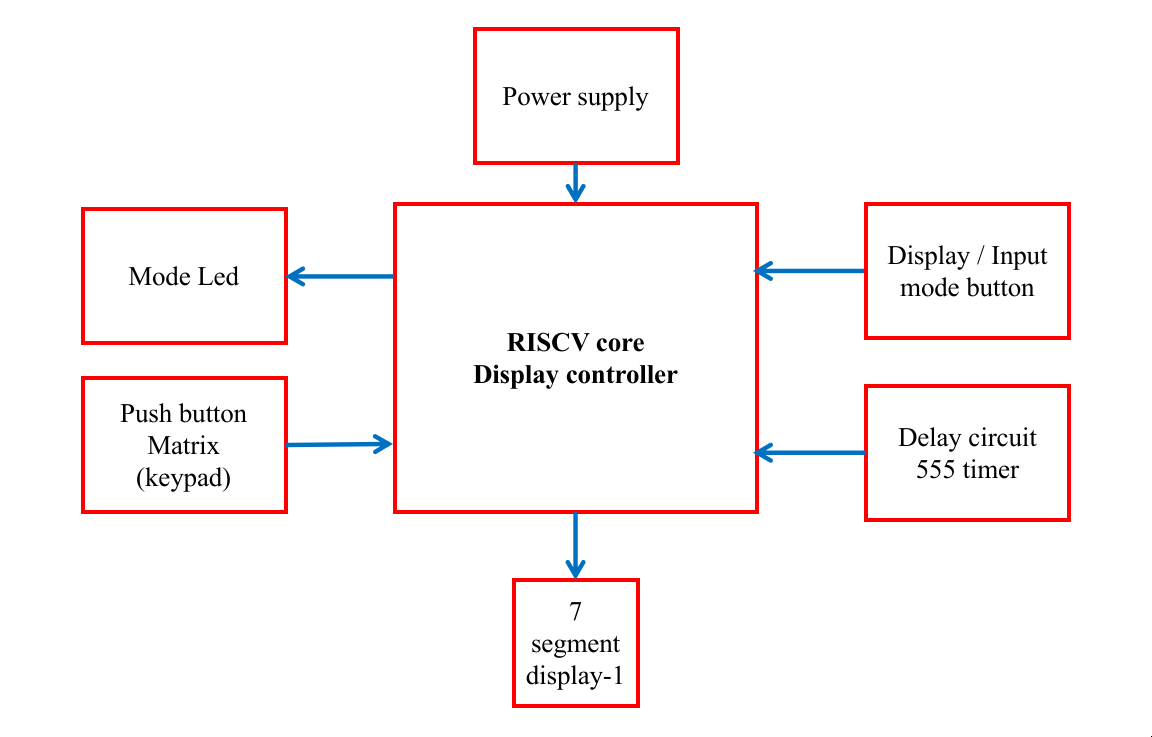 Power supply
Mode Led
Display / Input
mode button
RISCV core
Display controller
Push button
Matrix
(keypad)
Delay circuit
555 timer
7
segment
display-1